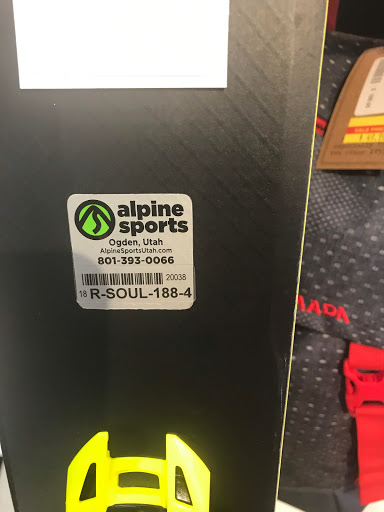 alpine
sports
Ogden, Utah
AlpineSportsUtah.com
801-393-0066
20038
18 R-SOUL-188-4